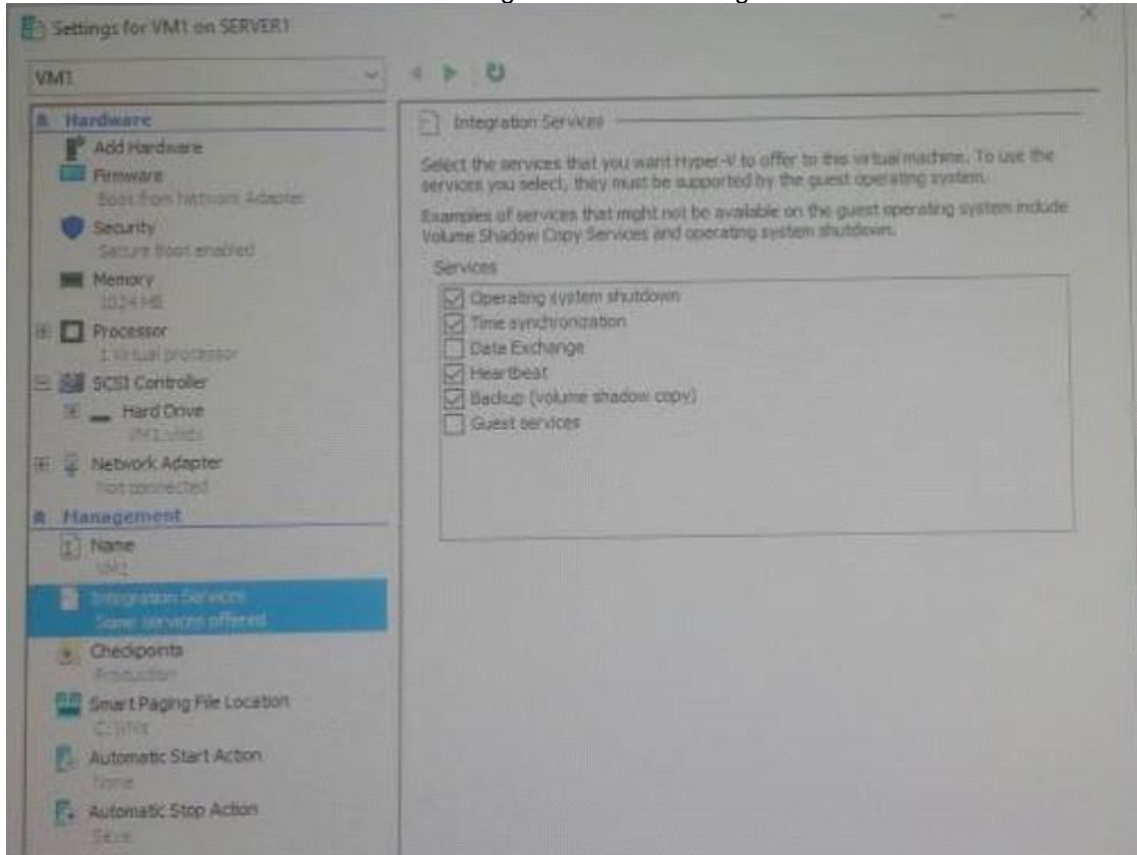 Settings for VM1 on SERVER1
VM1
Hardware
Add Hardware
Firmware
Boot from Network Adapter
Security
Secure Boot enabled
Memory
1024 MB
Processor
1 Virtual processor
SCSI Controller
Hard Drive
VM1.vhdx
Network Adapter
Not connected
Management
Name
VM1
Integration Services
Some services offered
Checkpoints
Production
Smart Paging File Location
Automatic Start Action
None
Automatic Stop Action
Save
Integration Services
Select the services that you want Hyper-V to offer to this virtual machine. To use the
services you select, they must be supported by the guest operating system.
Examples of services that might not be available on the guest operating system include
Volume Shadow Copy Services and operating system shutdown.
Services
Operating system shutdown
Time synchronization
Data Exchange
Heartbeat
Backup (volume shadow copy)
Guest services